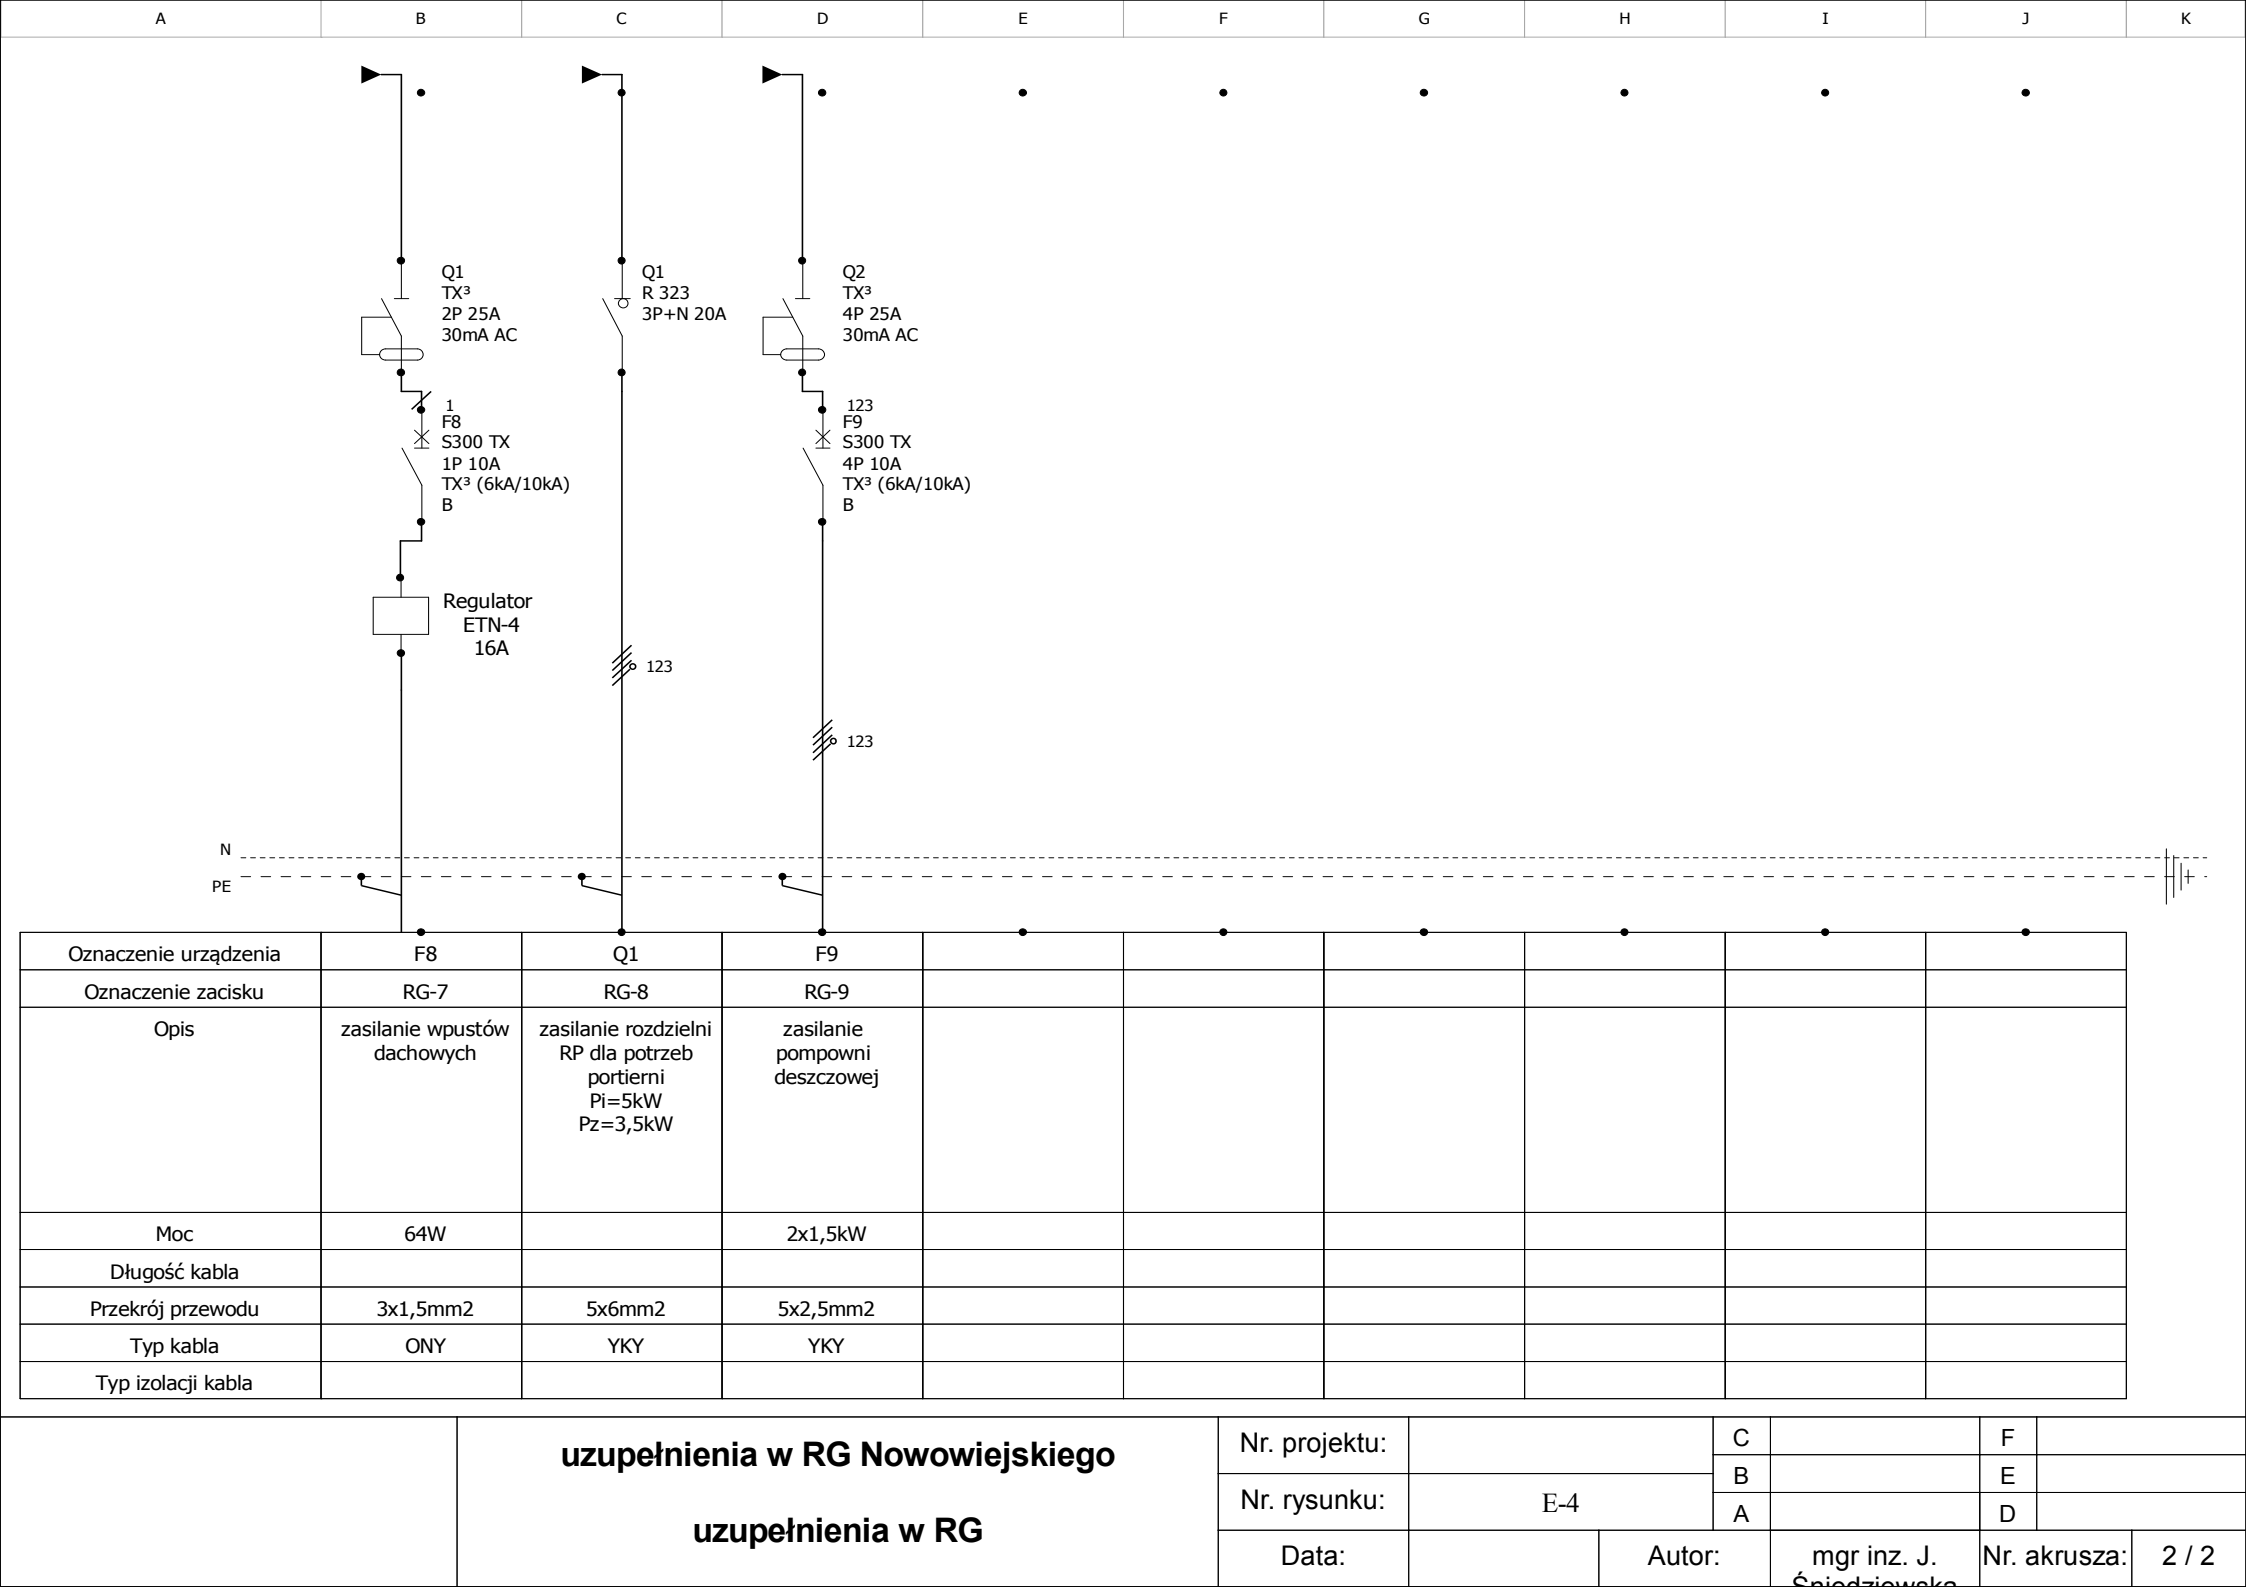 A B C D E F G H I J K
Q1
TX³
2P 25A
30mA AC
Q1
R 323
3P+N 20A
Q2
TX³
4P 25A
30mA AC
1
F8
S300 TX
1P 10A
TX³ (6kA/10kA)
B
123
F9
S300 TX
4P 10A
TX³ (6kA/10kA)
B
Regulator
ETN-4
16A
123
123
N
PE
Oznaczenie urządzenia F8 Q1 F9
Oznaczenie zacisku RG-7 RG-8 RG-9
Opis
zasilanie wpustów
dachowych
zasilanie rozdzielni
RP dla potrzeb
portierni
Pi=5kW
Pz=3,5kW
zasilanie
pompowni
deszczowej
Moc 64W 2x1,5kW
Długość kabla
Przekrój przewodu 3x1,5mm2 5x6mm2 5x2,5mm2
Typ kabla ONY YKY YKY
Typ izolacji kabla
uzupełnienia w RG Nowowiejskiego
uzupełnienia w RG
Nr. projektu:
Nr. rysunku: E-4
C F
B E
A D
Data: Autor: mgr inz. J.
Śniedziewska
Nr. akrusza: 2 / 2